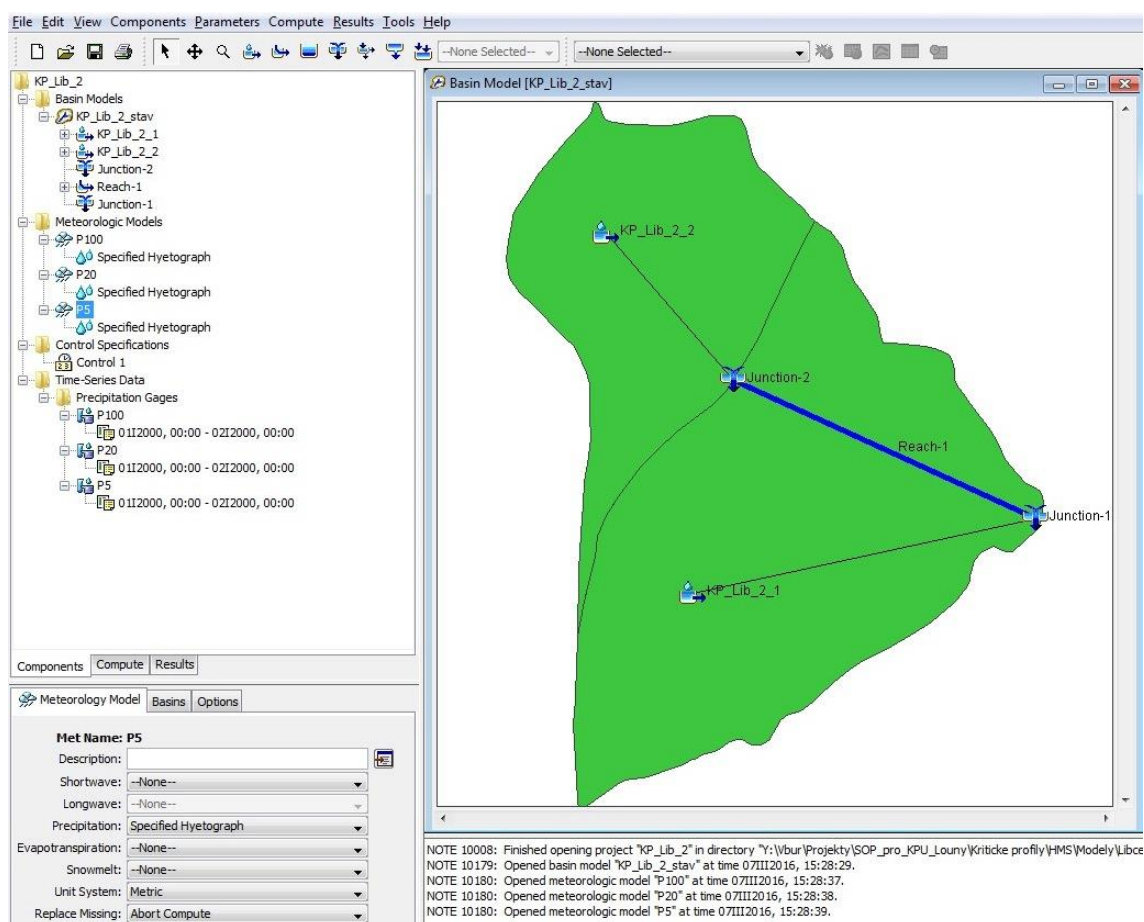 File Edit View Components Parameters Compute Results Tools Help
--None Selected-- --None Selected--
KP_Lib_2
Basin Models
KP_Lib_2_stav
KP_Lib_2_1
KP_Lib_2_2
Junction-2
Reach-1
Junction-1
Meteorologic Models
P100
Specified Hyetograph
P20
Specified Hyetograph
P5
Specified Hyetograph
Control Specifications
Control 1
Time-Series Data
Precipitation Gages
P100
01I2000, 00:00 - 02I2000, 00:00
P20
01I2000, 00:00 - 02I2000, 00:00
P5
01I2000, 00:00 - 02I2000, 00:00
Components Compute Results
Meteorology Model Basins Options
Met Name: P5
Description:
Shortwave: --None--
Longwave: --None--
Precipitation: Specified Hyetograph
Evapotranspiration: --None--
Snowmelt: --None--
Unit System: Metric
Replace Missing: Abort Compute
Basin Model [KP_Lib_2_stav]
KP_Lib_2_2
Junction-2
Reach-1
Junction-1
KP_Lib_2_1
NOTE 10008: Finished opening project "KP_Lib_2" in directory "Y:\Vbur\Projekty\SOP_pro_KPU_Louny\Kriticke profily\HMS\Modely\Libce
NOTE 10179: Opened basin model "KP_Lib_2_stav" at time 07III2016, 15:28:29.
NOTE 10180: Opened meteorologic model "P100" at time 07III2016, 15:28:37.
NOTE 10180: Opened meteorologic model "P20" at time 07III2016, 15:28:38.
NOTE 10180: Opened meteorologic model "P5" at time 07III2016, 15:28:39.